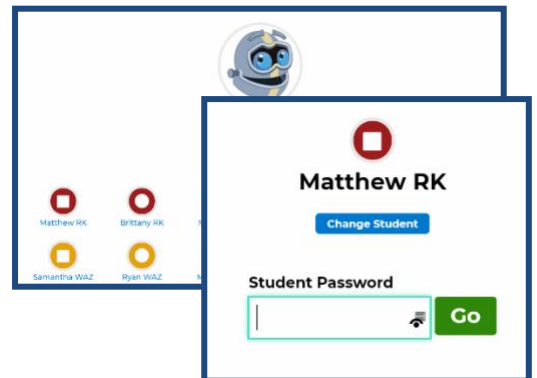 Matthew RK
Brittany RK
Samantha WAZ
Ryan WAZ
Matthew RK
Change Student
Student Password
Go